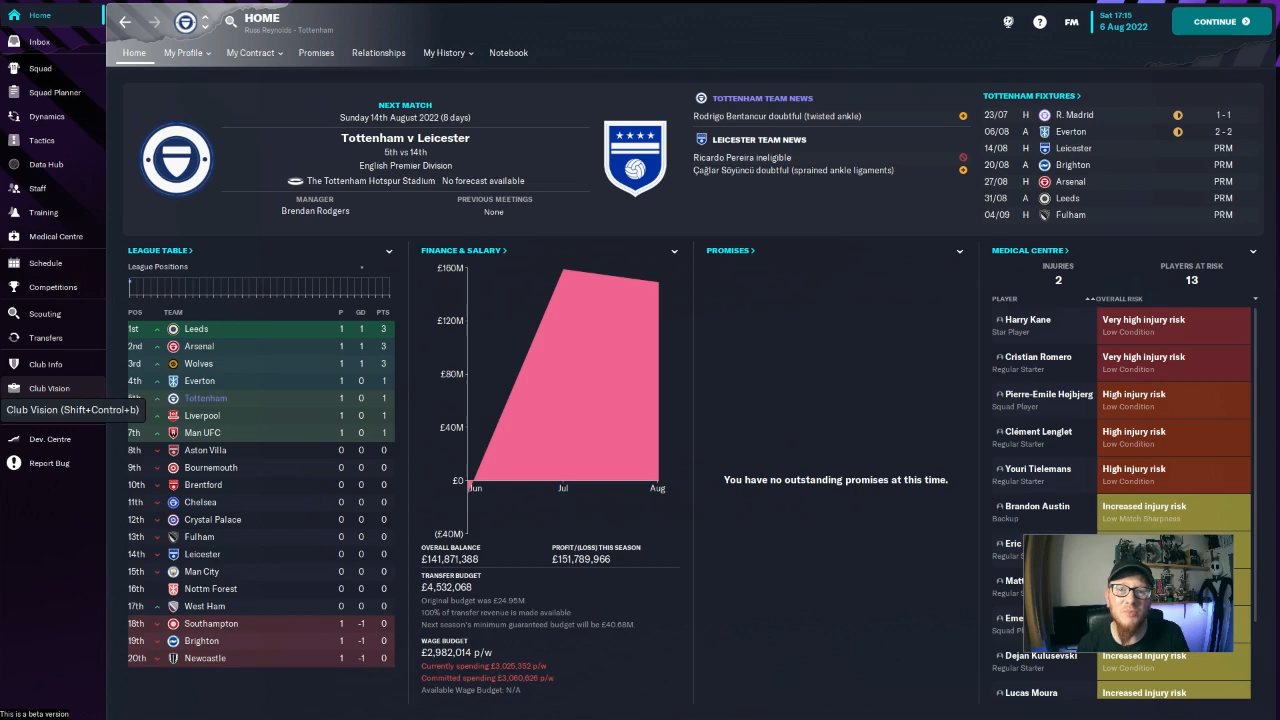 Home
Inbox
Squad
Squad Planner
Dynamics
Tactics
Data Hub
Staff
Training
Medical Centre
Schedule
Competitions
Scouting
Transfers
Club Info
Club Vision
Club Vision (Shift+Control+b)
Dev. Centre
Report Bug
This is a beta version
HOME
Russ Reynolds - Tottenham
FM
Sat 17:15
6 Aug 2022
CONTINUE
Home My Profile My Contract Promises Relationships My History Notebook
NEXT MATCH
Sunday 14th August 2022 (8 days)
Tottenham v Leicester
5th vs 14th
English Premier Division
The Tottenham Hotspur Stadium No forecast available
MANAGER PREVIOUS MEETINGS
Brendan Rodgers None
TOTTENHAM TEAM NEWS
Rodrigo Bentancur doubtful (twisted ankle)
LEICESTER TEAM NEWS
Ricardo Pereira ineligible
Çağlar Söyüncü doubtful (sprained ankle ligaments)
TOTTENHAM FIXTURES >
23/07 H R. Madrid 1 - 1
06/08 A Everton 2 - 2
14/08 H Leicester PRM
20/08 A Brighton PRM
27/08 H Arsenal PRM
31/08 A Leeds PRM
04/09 H Fulham PRM
LEAGUE TABLE >
League Positions
POS TEAM P GD PTS
1st Leeds 1 1 3
2nd Arsenal 1 1 3
3rd Wolves 1 1 3
4th Everton 1 0 1
Tottenham 1 0 1
Liverpool 1 0 1
7th Man UFC 1 0 1
8th Aston Villa 0 0 0
9th Bournemouth 0 0 0
10th Brentford 0 0 0
11th Chelsea 0 0 0
12th Crystal Palace 0 0 0
13th Fulham 0 0 0
14th Leicester 0 0 0
15th Man City 0 0 0
16th Nottm Forest 0 0 0
17th West Ham 0 0 0
18th Southampton 1 -1 0
19th Brighton 1 -1 0
20th Newcastle 1 -1 0
FINANCE & SALARY >
£160M
£120M
£80M
£40M
£0
(£40M)
Jun Jul Aug
OVERALL BALANCE PROFIT/(LOSS) THIS SEASON
£141,871,388 £151,789,966
TRANSFER BUDGET
£4,532,068
Original budget was £24.95M
100% of transfer revenue is made available
Next season's minimum guaranteed budget will be £40.68M.
WAGE BUDGET
£2,982,014 p/w
Currently spending £3,025,352 p/w
Committed spending £3,060,626 p/w
Available Wage Budget: N/A
PROMISES >
You have no outstanding promises at this time.
MEDICAL CENTRE >
INJURIES PLAYERS AT RISK
2 13
PLAYER OVERALL RISK
Harry Kane Very high injury risk
Star Player Low Condition
Cristian Romero Very high injury risk
Regular Starter Low Condition
Pierre-Emile Højbjerg High injury risk
Squad Player Low Condition
Clément Lenglet High injury risk
Regular Starter Low Condition
Youri Tielemans High injury risk
Regular Starter Low Condition
Brandon Austin Increased injury risk
Backup Low Match Sharpness
Eric
Regular S
Matt
Regular S
Eme
Squad P
Dejan Kulusevski Increased injury risk
Regular Starter Low Condition
Lucas Moura Increased injury risk